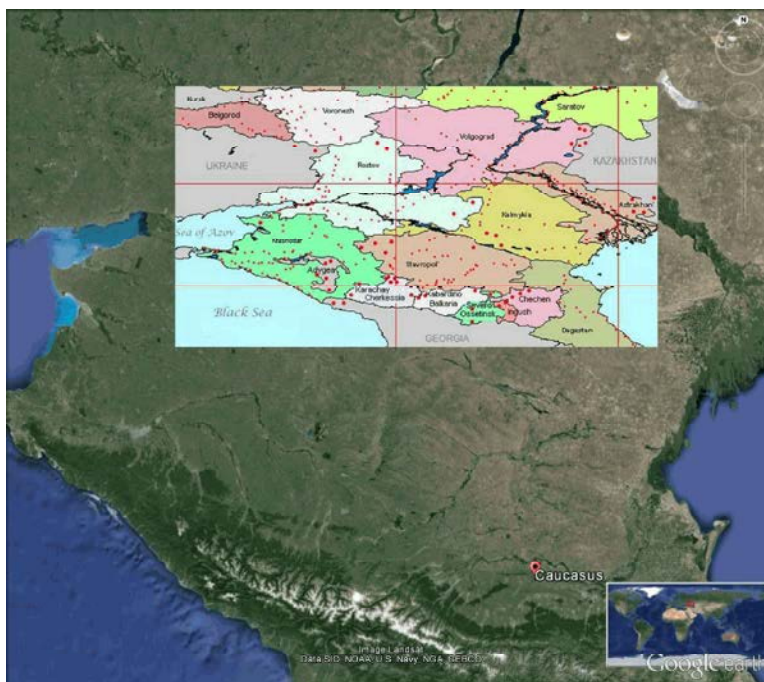 N
Saratov
Voronezh
Belgorod
Volgograd
UKRAINE
KAZAKHSTAN
Rostov
Astrakhan
Kalmykia
Sea of Azov
Krasnodar
Stavropol
Adygea
Karachay
Cherkessia
Kabardino
Balkaria
Chechen
Ingush
Black Sea
Dagestan
GEORGIA
Caucasus
Image Landsat
Data SIO, NOAA, U.S. Navy, NGA, GEBCO
Google earth